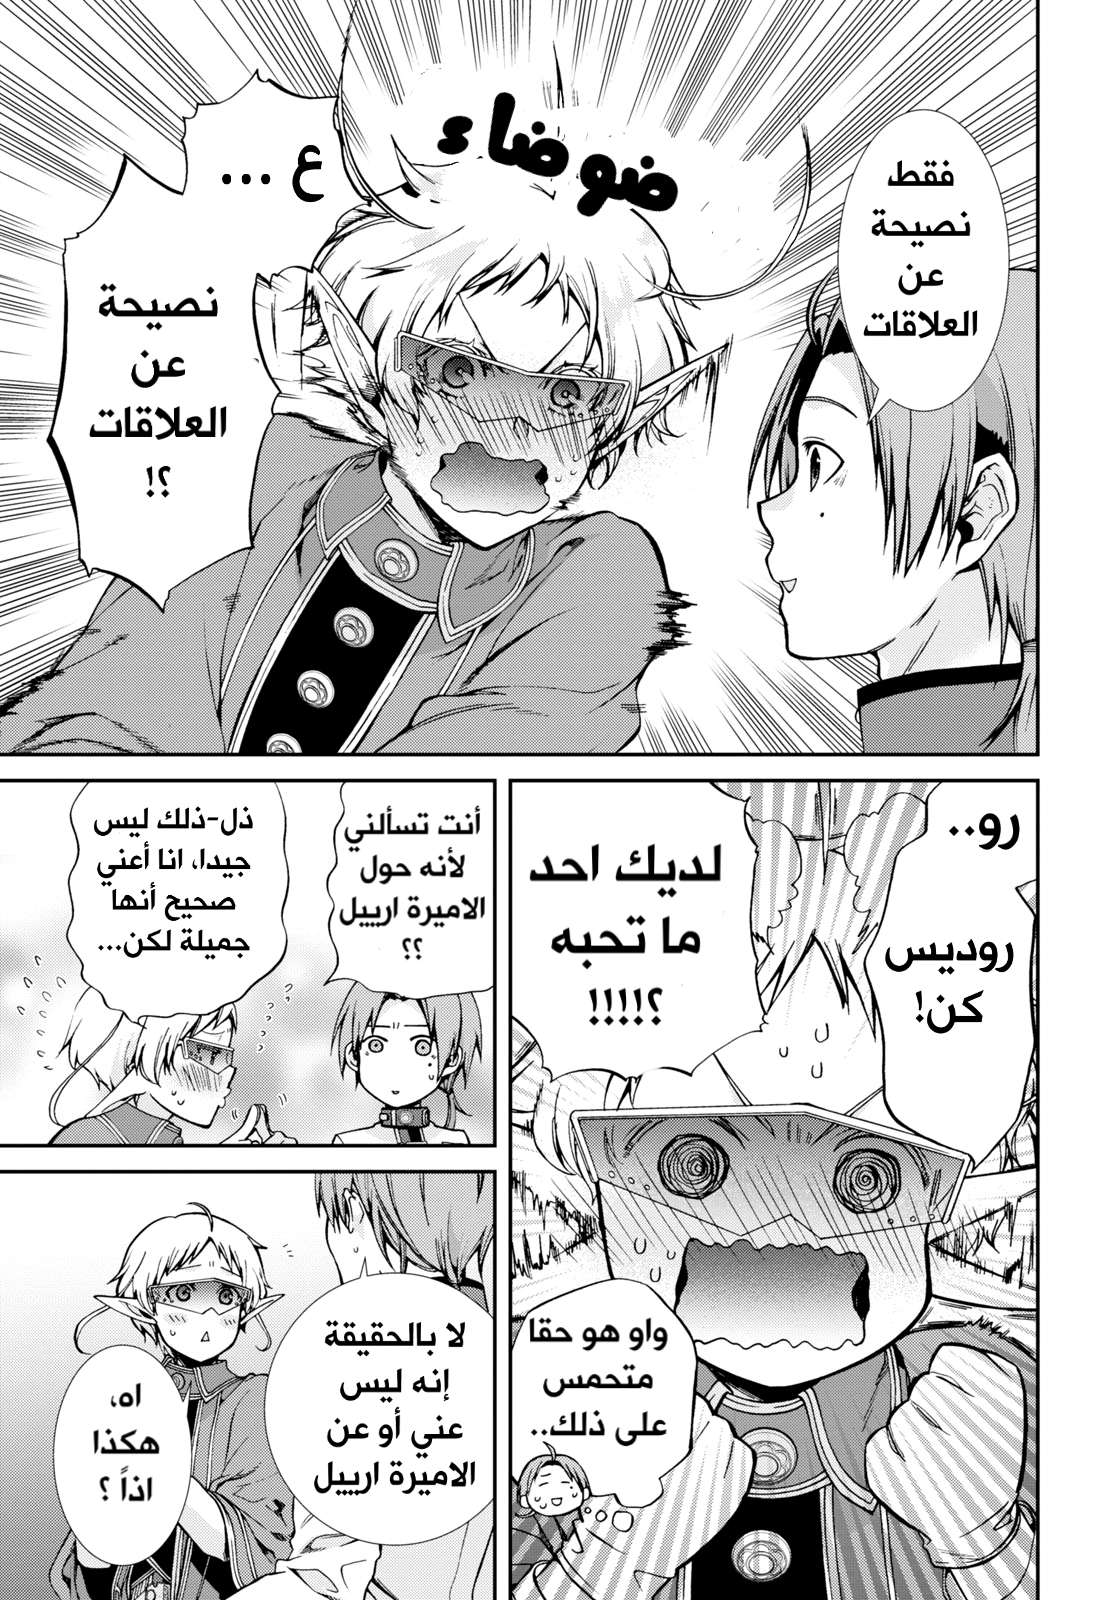 فقط
نصيحة
عن
العلاقات
ضوضاء
ع ...
نصيحة
عن
العلاقات
؟!
رو..
روديس
كن!
لديك احد
ما تحبه
؟!!!!!
واو هو حقا
متحمس
على ذلك..
أنت تسألني
لأنه حول
الاميرة اربيل
؟؟
ذل-ذلك ليس
جيدا، انا أعني
صحيح أنها
جميلة لكن...
لا بالحقيقة
إنه ليس
عني أو عن
الاميرة اربيل
اه،
هكذا
اذاً ؟